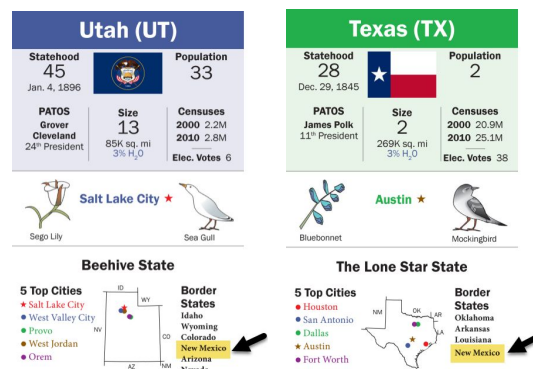 Utah (UT)
Statehood
45
Jan. 4, 1896
Population
33
PATOS
Grover
Cleveland
24th President
Size
13
85K sq. mi
3% H2O
Censuses
2000 2.2M
2010 2.8M
Elec. Votes 6
Salt Lake City
Sego Lily
Sea Gull
Beehive State
5 Top Cities
Salt Lake City
West Valley City
Provo
West Jordan
Orem
ID
WY
NV
CO
AZ
NM
Border
States
Idaho
Wyoming
Colorado
New Mexico
Arizona
Nevada
Texas (TX)
Statehood
28
Dec. 29, 1845
Population
2
PATOS
James Polk
11th President
Size
2
269K sq. mi
3% H2O
Censuses
2000 20.9M
2010 25.1M
Elec. Votes 38
Austin
Bluebonnet
Mockingbird
The Lone Star State
5 Top Cities
Houston
San Antonio
Dallas
Austin
Fort Worth
NM
OK
AR
LA
Border
States
Oklahoma
Arkansas
Louisiana
New Mexico